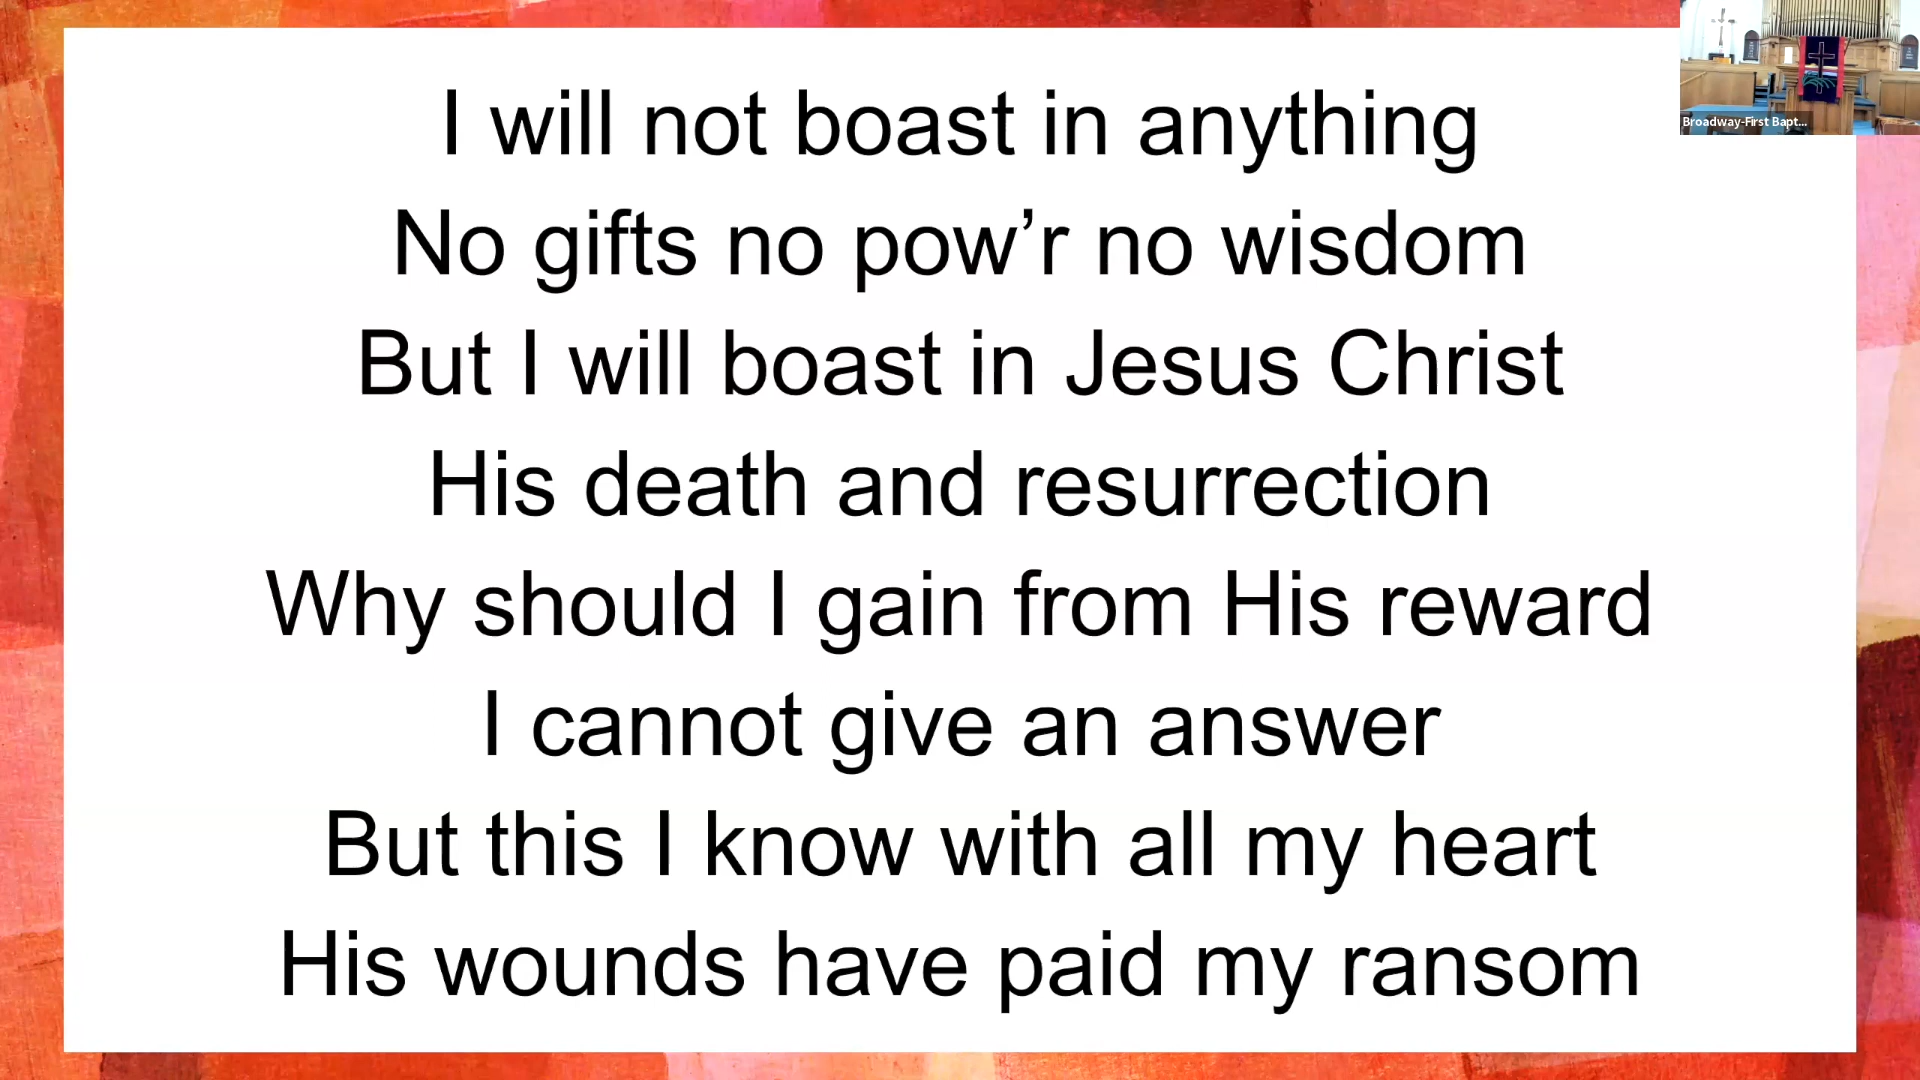 I will not boast in anything
No gifts no pow’r no wisdom
But I will boast in Jesus Christ
His death and resurrection
Why should I gain from His reward
I cannot give an answer
But this I know with all my heart
His wounds have paid my ransom
Broadway-First Bapt...